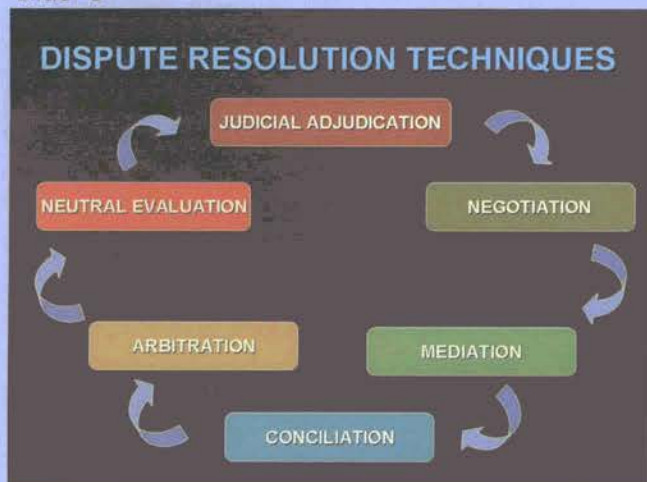 DISPUTE RESOLUTION TECHNIQUES
JUDICIAL ADJUDICATION
NEUTRAL EVALUATION
NEGOTIATION
ARBITRATION
MEDIATION
CONCILIATION